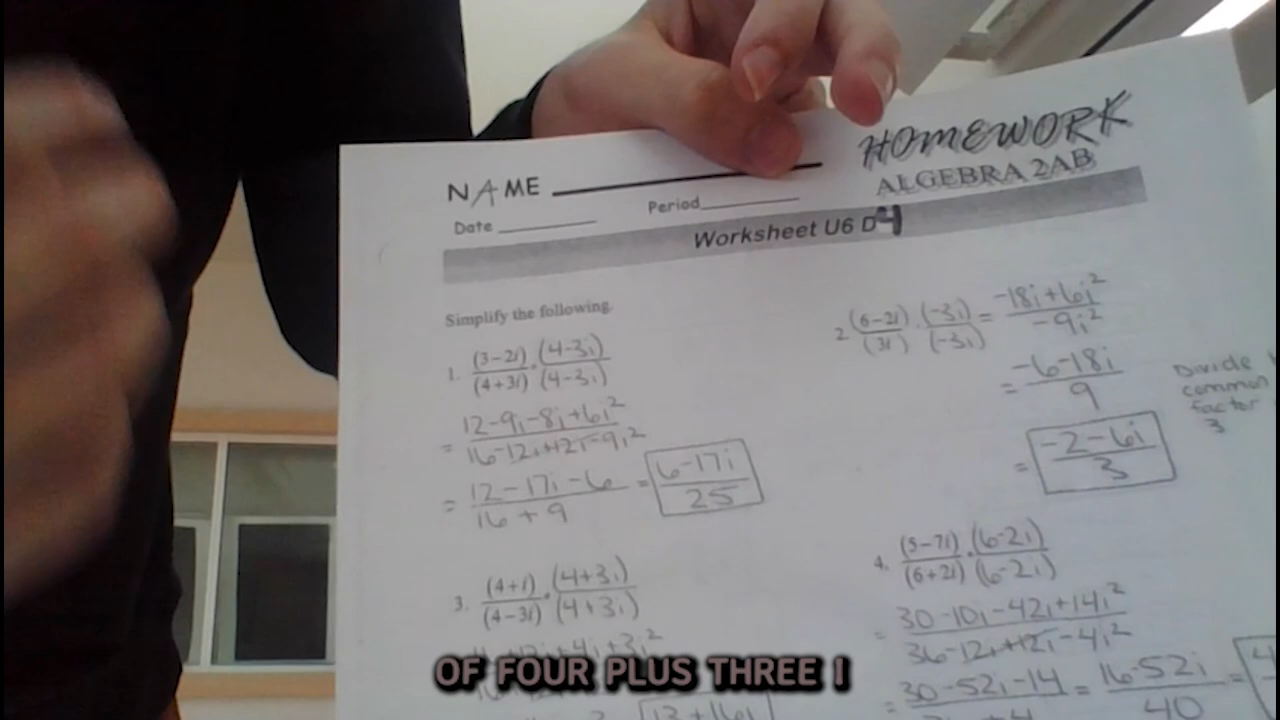 HOMEWORK
NAME
ALGEBRA 2AB
Date Period
Worksheet U6 D4
Simplify the following.
1. (3-2i)/(4+3i) · (4-3i)/(4-3i)
= (12-9i-8i+6i²)/(16-12i+12i-9i²)
= (12-17i-6)/(16+9) = (6-17i)/25
2 (6-2i)/(3i) · (-3i)/(-3i) = (-18i+6i²)/(-9i²)
= (-6-18i)/9
Divide
common
factor
3
= (-2-6i)/3
3. (4+i)/(4-3i) · (4+3i)/(4+3i)
+4i+3i²
13+16i
4. (5-7i)/(6+2i) · (6-2i)/(6-2i)
= (30-10i-42i+14i²)/(36-12i+12i-4i²)
= 30-52i-14 = (16-52i)/40 =
OF FOUR PLUS THREE I